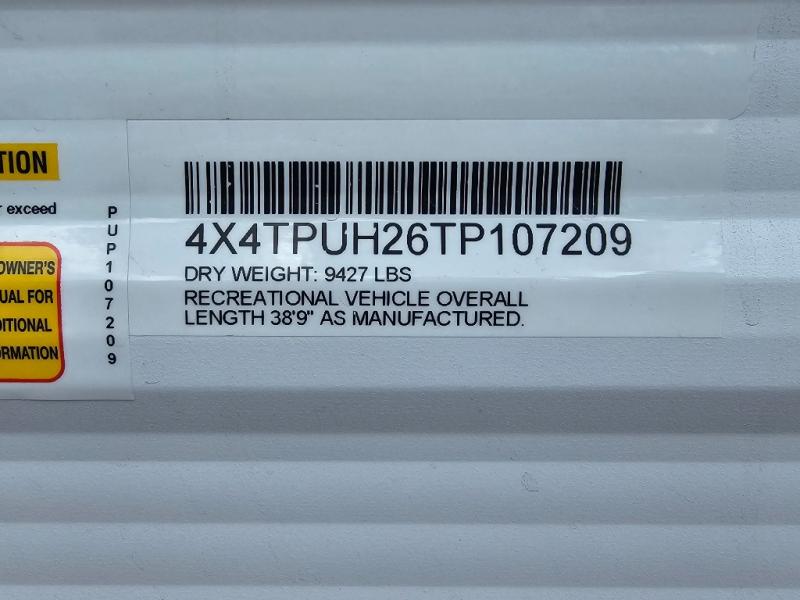 TION
r exceed
OWNER'S
UAL FOR
DITIONAL
ORMATION
PUP107209
4X4TPUH26TP107209
DRY WEIGHT: 9427 LBS
RECREATIONAL VEHICLE OVERALL
LENGTH 38'9" AS MANUFACTURED.